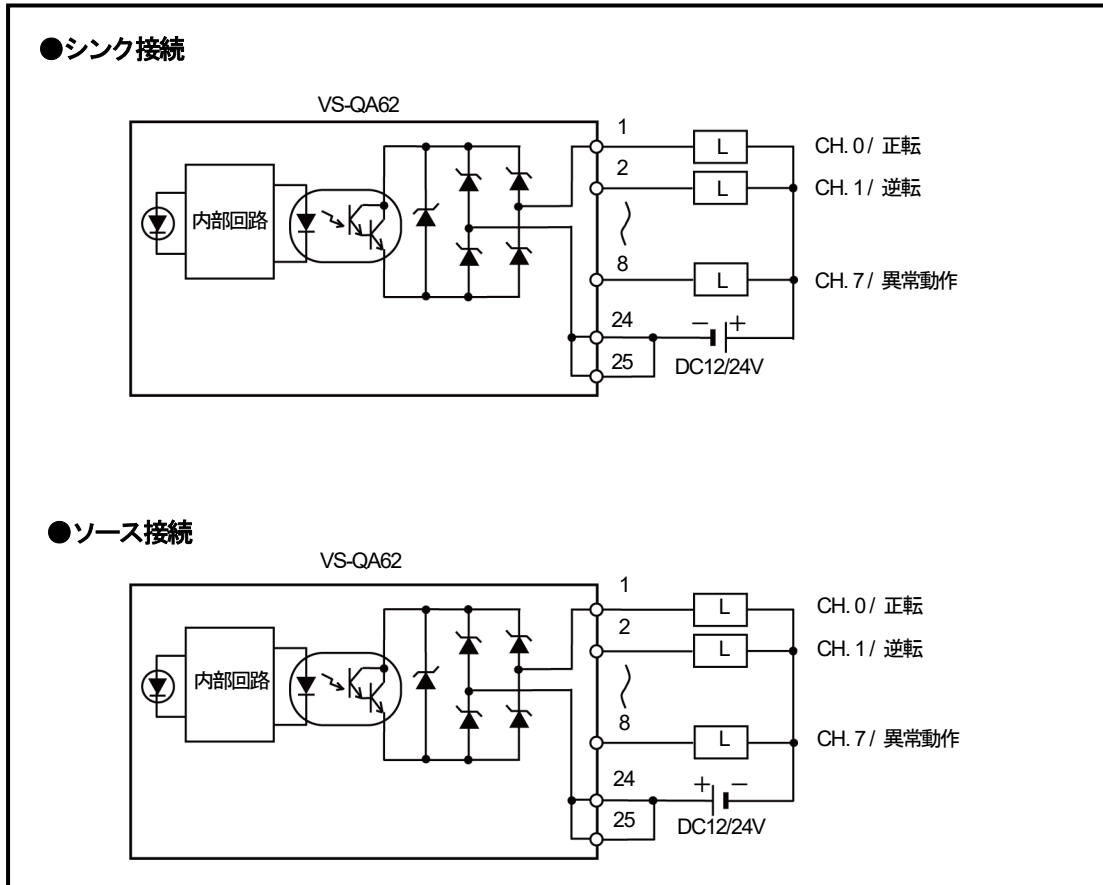 ●シンク接続
VS-QA62
内部回路
1
L
CH. 0 / 正転
2
L
CH. 1 / 逆転
8
L
CH. 7 / 異常動作
24
− +
25
DC12/24V
●ソース接続
VS-QA62
内部回路
1
L
CH. 0 / 正転
2
L
CH. 1 / 逆転
8
L
CH. 7 / 異常動作
24
+ −
25
DC12/24V